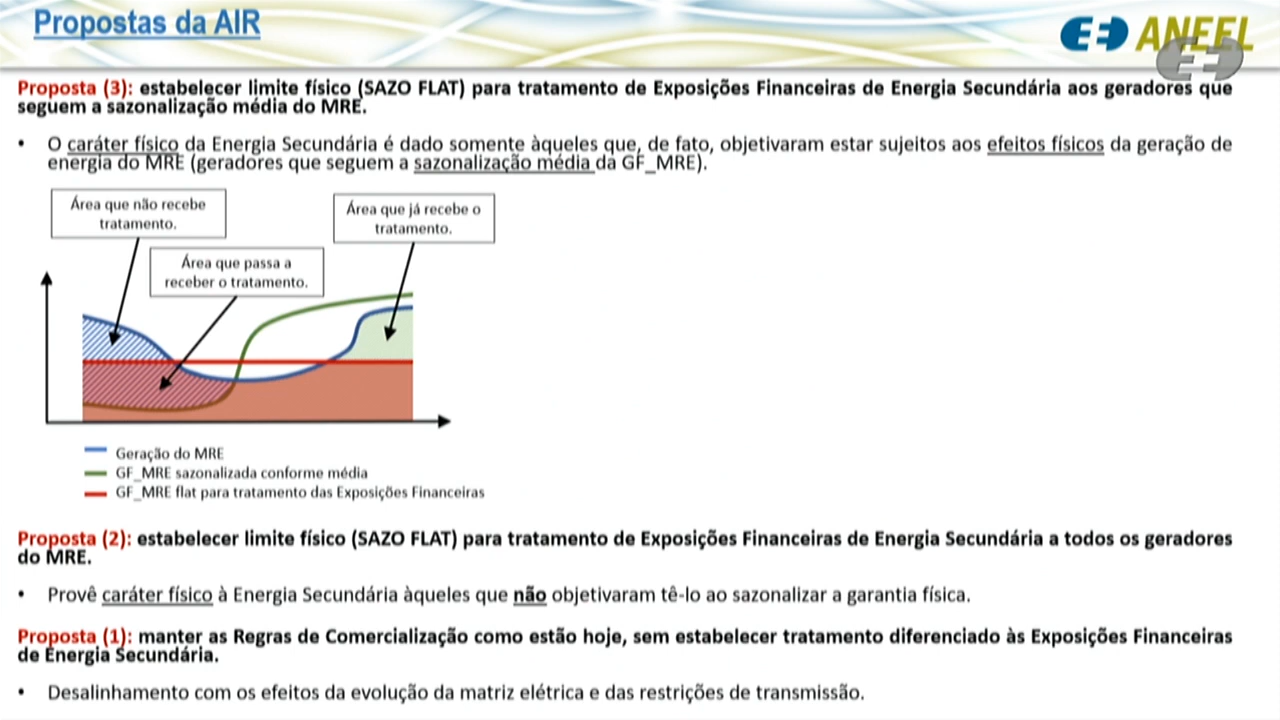 Propostas da AIR
ANEEL
Proposta (3): estabelecer limite físico (SAZO FLAT) para tratamento de Exposições Financeiras de Energia Secundária aos geradores que
seguem a sazonalização média do MRE.
• O caráter físico da Energia Secundária é dado somente àqueles que, de fato, objetivaram estar sujeitos aos efeitos físicos da geração de
energia do MRE (geradores que seguem a sazonalização média da GF_MRE).
Área que não recebe
tratamento.
Área que já recebe o
tratamento.
Área que passa a
receber o tratamento.
Geração do MRE
GF_MRE sazonalizada conforme média
GF_MRE flat para tratamento das Exposições Financeiras
Proposta (2): estabelecer limite físico (SAZO FLAT) para tratamento de Exposições Financeiras de Energia Secundária a todos os geradores
do MRE.
• Provê caráter físico à Energia Secundária àqueles que não objetivaram tê-lo ao sazonalizar a garantia física.
Proposta (1): manter as Regras de Comercialização como estão hoje, sem estabelecer tratamento diferenciado às Exposições Financeiras
de Energia Secundária.
• Desalinhamento com os efeitos da evolução da matriz elétrica e das restrições de transmissão.